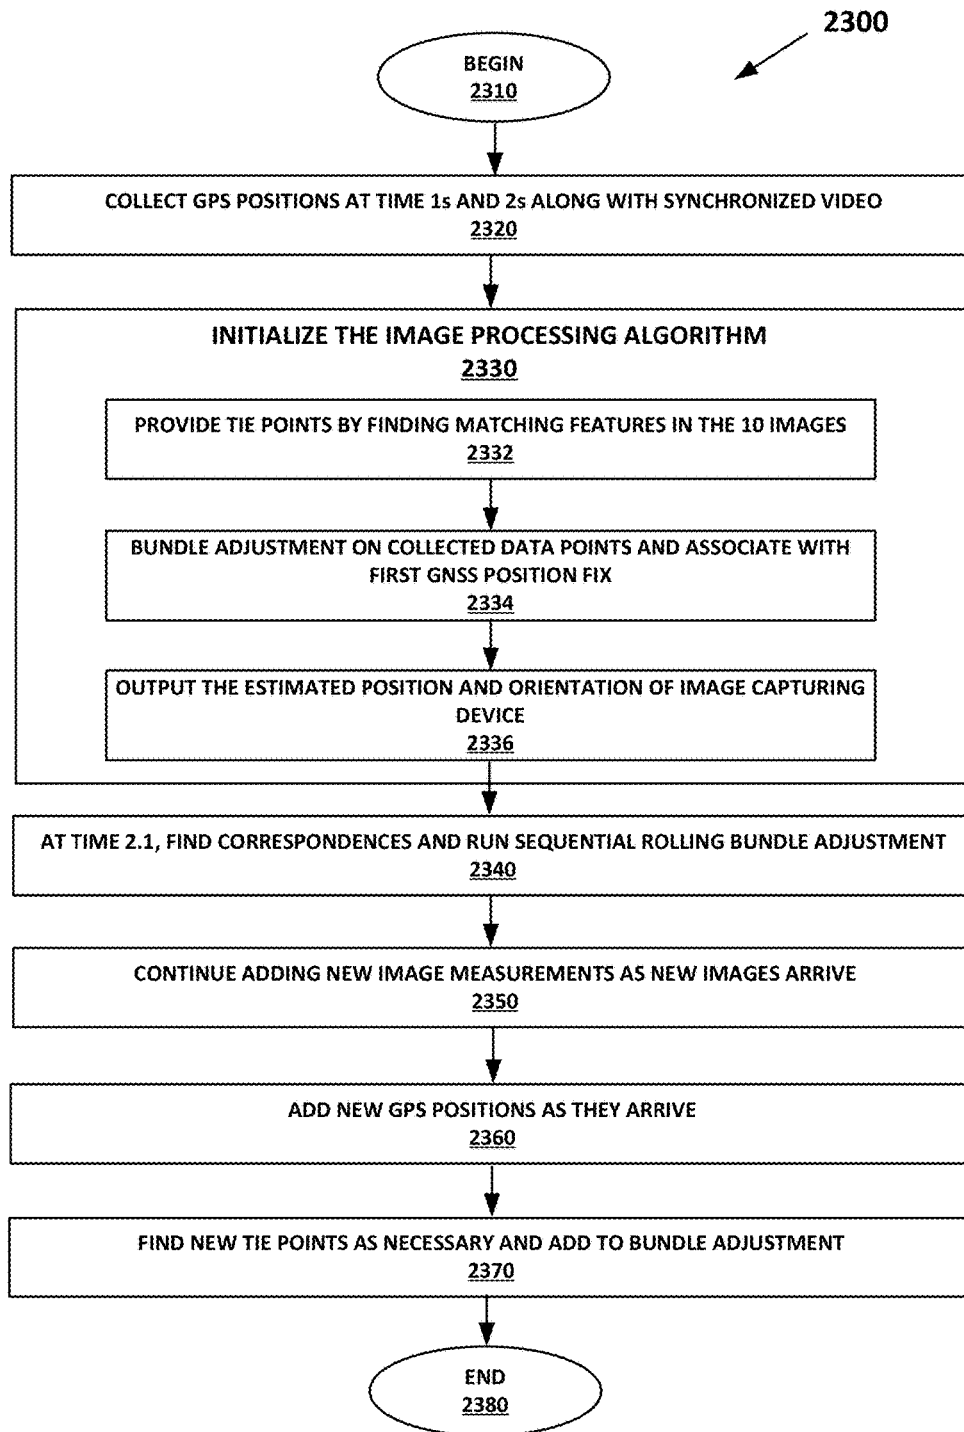 2300
BEGIN
2310
COLLECT GPS POSITIONS AT TIME 1s AND 2s ALONG WITH SYNCHRONIZED VIDEO
2320
INITIALIZE THE IMAGE PROCESSING ALGORITHM
2330
PROVIDE TIE POINTS BY FINDING MATCHING FEATURES IN THE 10 IMAGES
2332
BUNDLE ADJUSTMENT ON COLLECTED DATA POINTS AND ASSOCIATE WITH
FIRST GNSS POSITION FIX
2334
OUTPUT THE ESTIMATED POSITION AND ORIENTATION OF IMAGE CAPTURING
DEVICE
2336
AT TIME 2.1, FIND CORRESPONDENCES AND RUN SEQUENTIAL ROLLING BUNDLE ADJUSTMENT
2340
CONTINUE ADDING NEW IMAGE MEASUREMENTS AS NEW IMAGES ARRIVE
2350
ADD NEW GPS POSITIONS AS THEY ARRIVE
2360
FIND NEW TIE POINTS AS NECESSARY AND ADD TO BUNDLE ADJUSTMENT
2370
END
2380